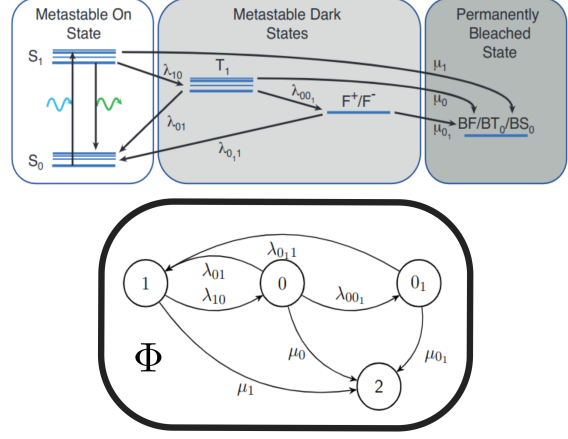 Metastable On
State
Metastable Dark
States
Permanently
Bleached
State
S₁
T₁
λ₁₀
λ₀₀₁
F⁺/F⁻
μ₁
μ₀
μ₀₁
BF/BT₀/BS₀
λ₀₁
λ₀₁1
S₀
λ₀₁1
1
λ₀₁
λ₁₀
0
λ₀₀₁
0₁
Φ
μ₁
μ₀
μ₀₁
2